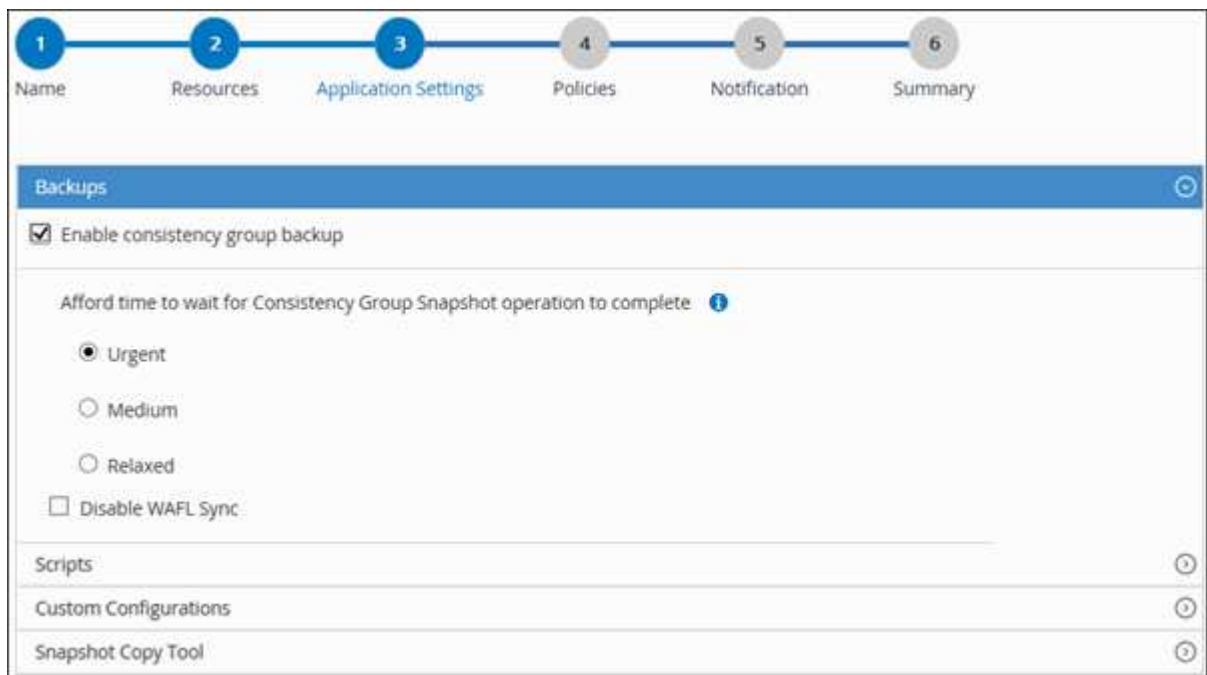 1 2 3 4 5 6
Name Resources Application Settings Policies Notification Summary
Backups
Enable consistency group backup
Afford time to wait for Consistency Group Snapshot operation to complete
Urgent
Medium
Relaxed
Disable WAFL Sync
Scripts
Custom Configurations
Snapshot Copy Tool